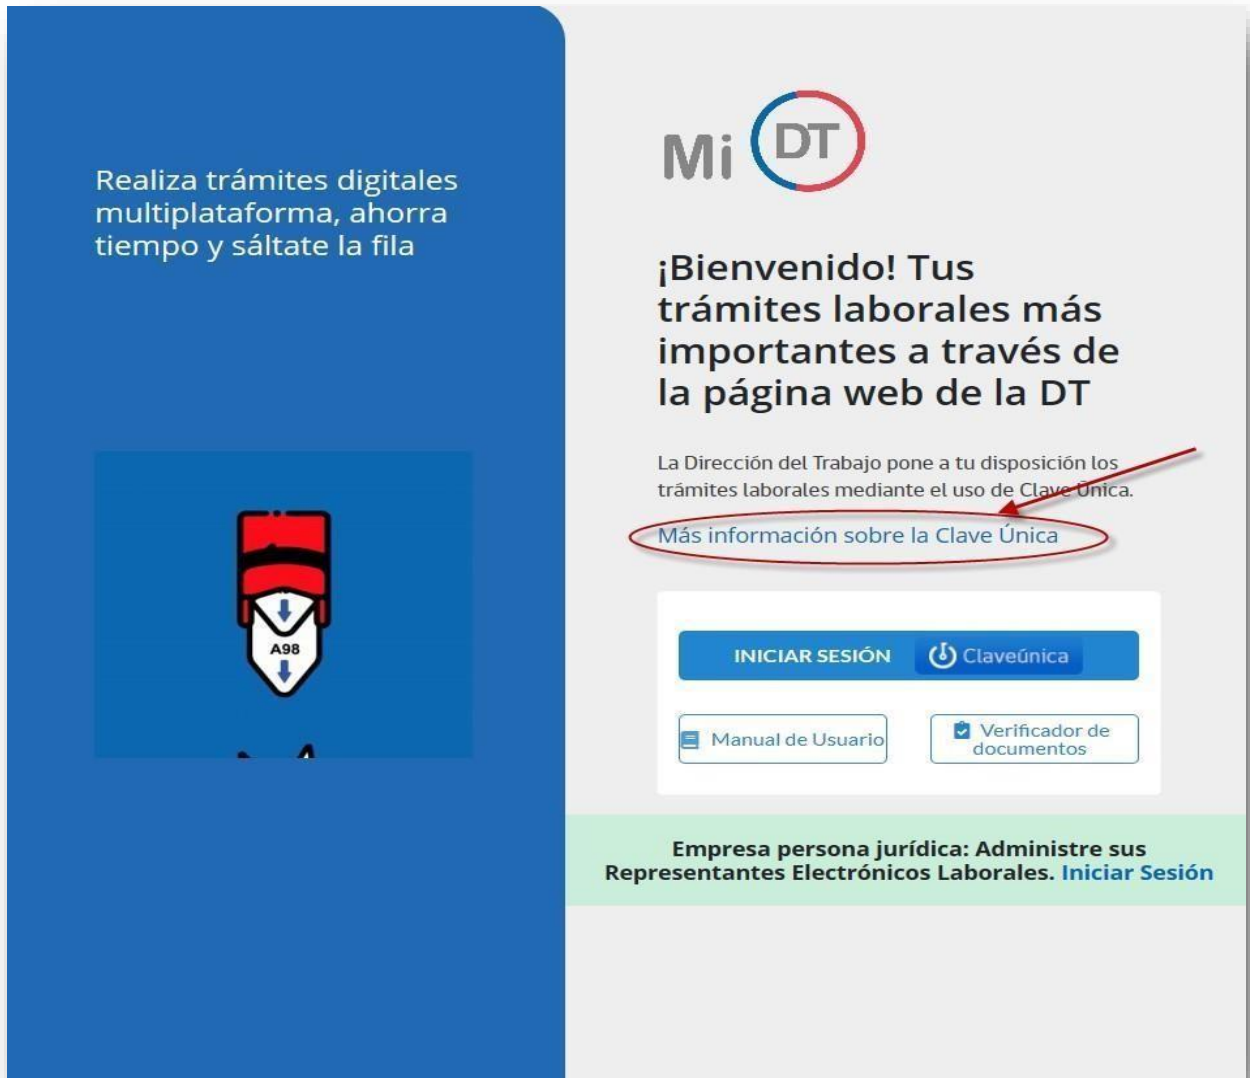 Realiza trámites digitales
multiplataforma, ahorra
tiempo y sáltate la fila
A98
Mi DT
¡Bienvenido! Tus
trámites laborales más
importantes a través de
la página web de la DT
La Dirección del Trabajo pone a tu disposición los
trámites laborales mediante el uso de Clave Única.
Más información sobre la Clave Única
INICIAR SESIÓN Claveúnica
Manual de Usuario
Verificador de
documentos
Empresa persona jurídica: Administre sus
Representantes Electrónicos Laborales. Iniciar Sesión